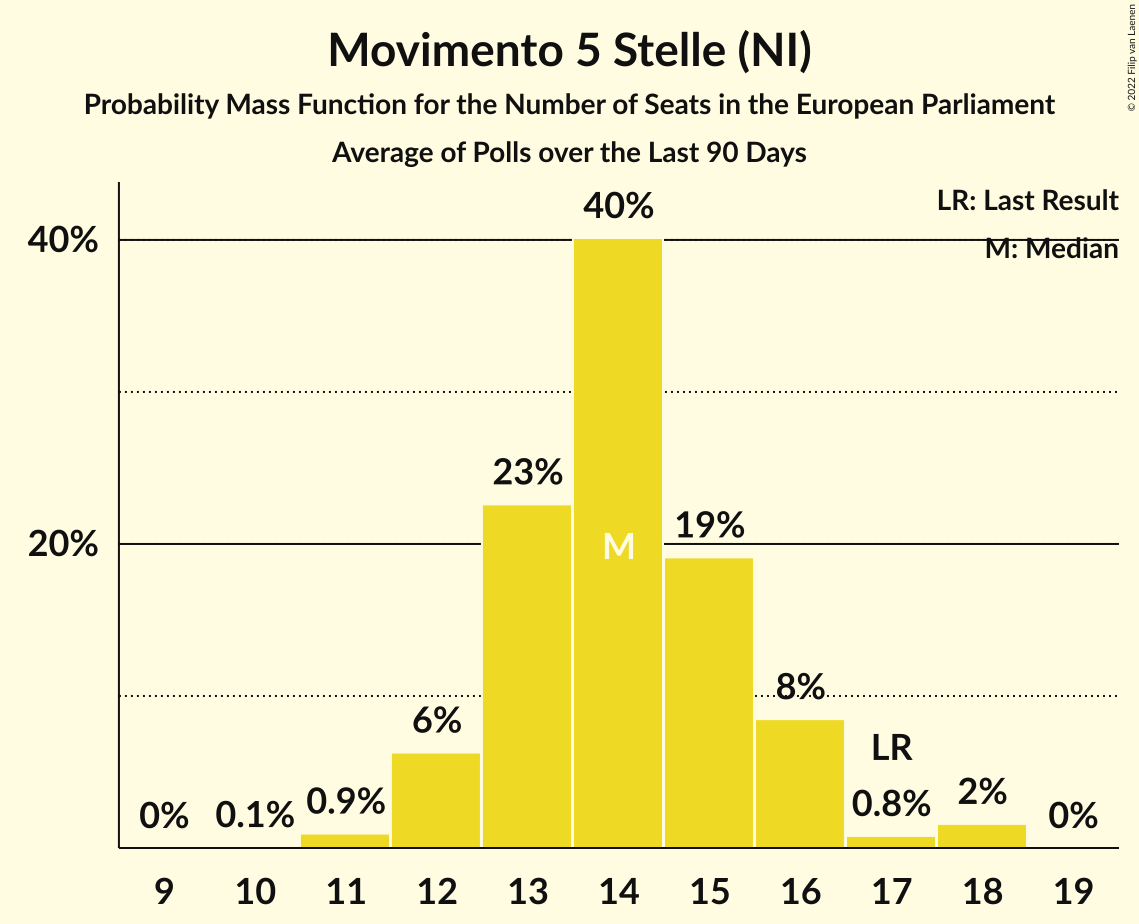 Movimento 5 Stelle (NI)
Probability Mass Function for the Number of Seats in the European Parliament
Average of Polls over the Last 90 Days
© 2022 Filip van Laenen
LR: Last Result
M: Median
40%
20%
0%
0.1%
0.9%
6%
23%
40%
M
19%
8%
LR
0.8%
2%
0%
9 10 11 12 13 14 15 16 17 18 19